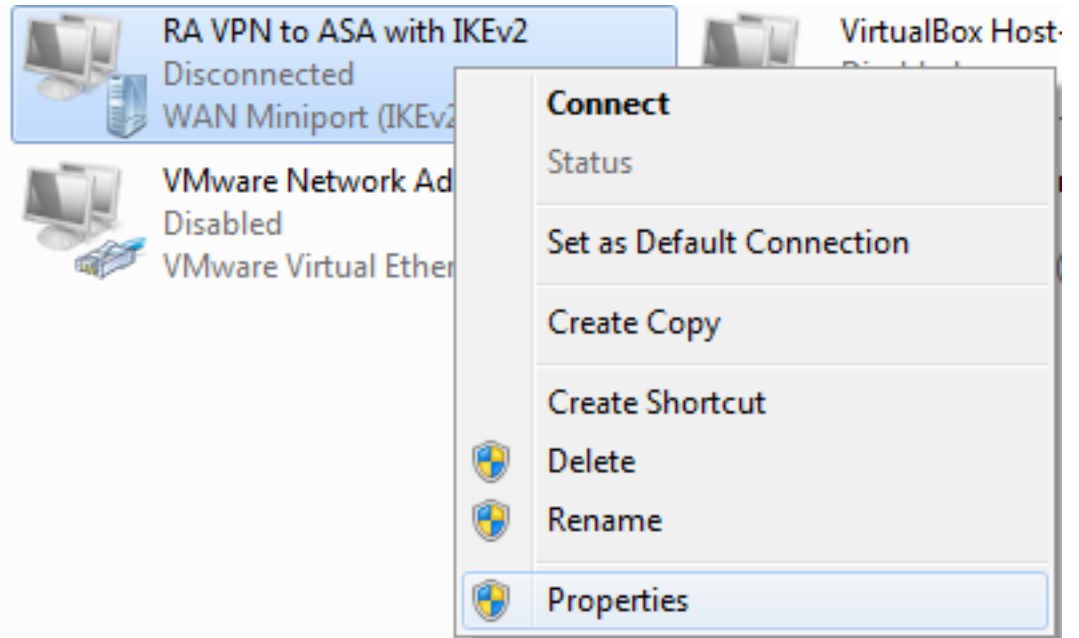 RA VPN to ASA with IKEv2
Disconnected
WAN Miniport (IKEv2
VMware Network Ad
Disabled
VMware Virtual Ether
VirtualBox Host-
Connect
Status
Set as Default Connection
Create Copy
Create Shortcut
Delete
Rename
Properties